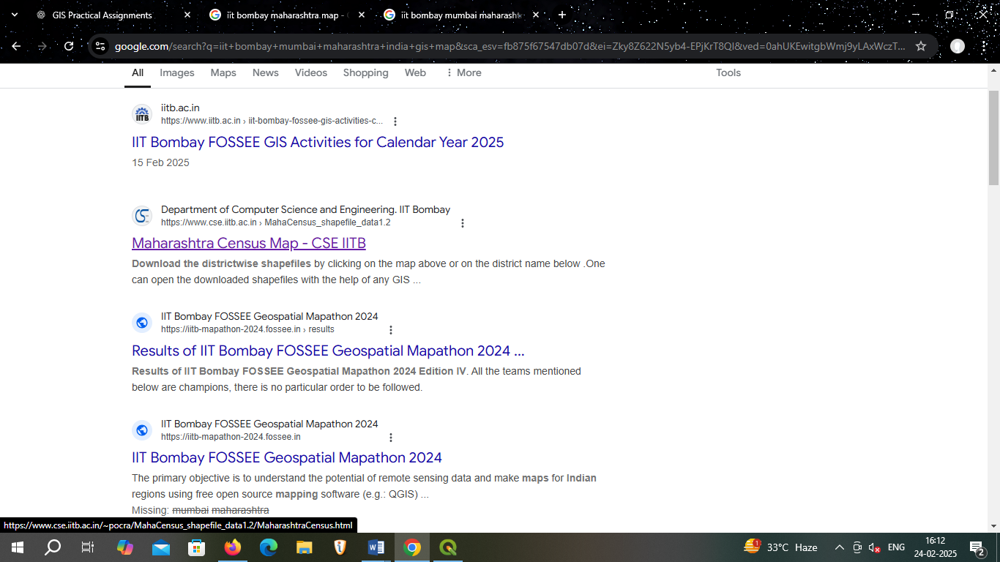 GIS Practical Assignments
iit bombay maharashtra map -
iit bombay mumbai maharasht
google.com/search?q=iit+bombay+mumbai+maharashtra+india+gis+map&sca_esv=fb875f67547db07d&ei=Zky8Z622N5yb4-EPjKrT8QI&ved=0ahUKEwitgbWmj9yLAxWczT...
All Images Maps News Videos Shopping Web More Tools
IITB
iitb.ac.in
https://www.iitb.ac.in › iit-bombay-fossee-gis-activities-c...
IIT Bombay FOSSEE GIS Activities for Calendar Year 2025
15 Feb 2025
Department of Computer Science and Engineering. IIT Bombay
https://www.cse.iitb.ac.in › MahaCensus_shapefile_data1.2
Maharashtra Census Map - CSE IITB
Download the districtwise shapefiles by clicking on the map above or on the district name below .One
can open the downloaded shapefiles with the help of any GIS ...
IIT Bombay FOSSEE Geospatial Mapathon 2024
https://iitb-mapathon-2024.fossee.in › results
Results of IIT Bombay FOSSEE Geospatial Mapathon 2024 ...
Results of IIT Bombay FOSSEE Geospatial Mapathon 2024 Edition IV. All the teams mentioned
below are champions, there is no particular order to be followed.
IIT Bombay FOSSEE Geospatial Mapathon 2024
https://iitb-mapathon-2024.fossee.in
IIT Bombay FOSSEE Geospatial Mapathon 2024
The primary objective is to understand the potential of remote sensing data and make maps for Indian
regions using free open source mapping software (e.g.: QGIS) ...
Missing: mumbai maharashtra
https://www.cse.iitb.ac.in/~pocra/MahaCensus_shapefile_data1.2/MaharashtraCensus.html
33°C Haze
ENG
16:12
24-02-2025
2